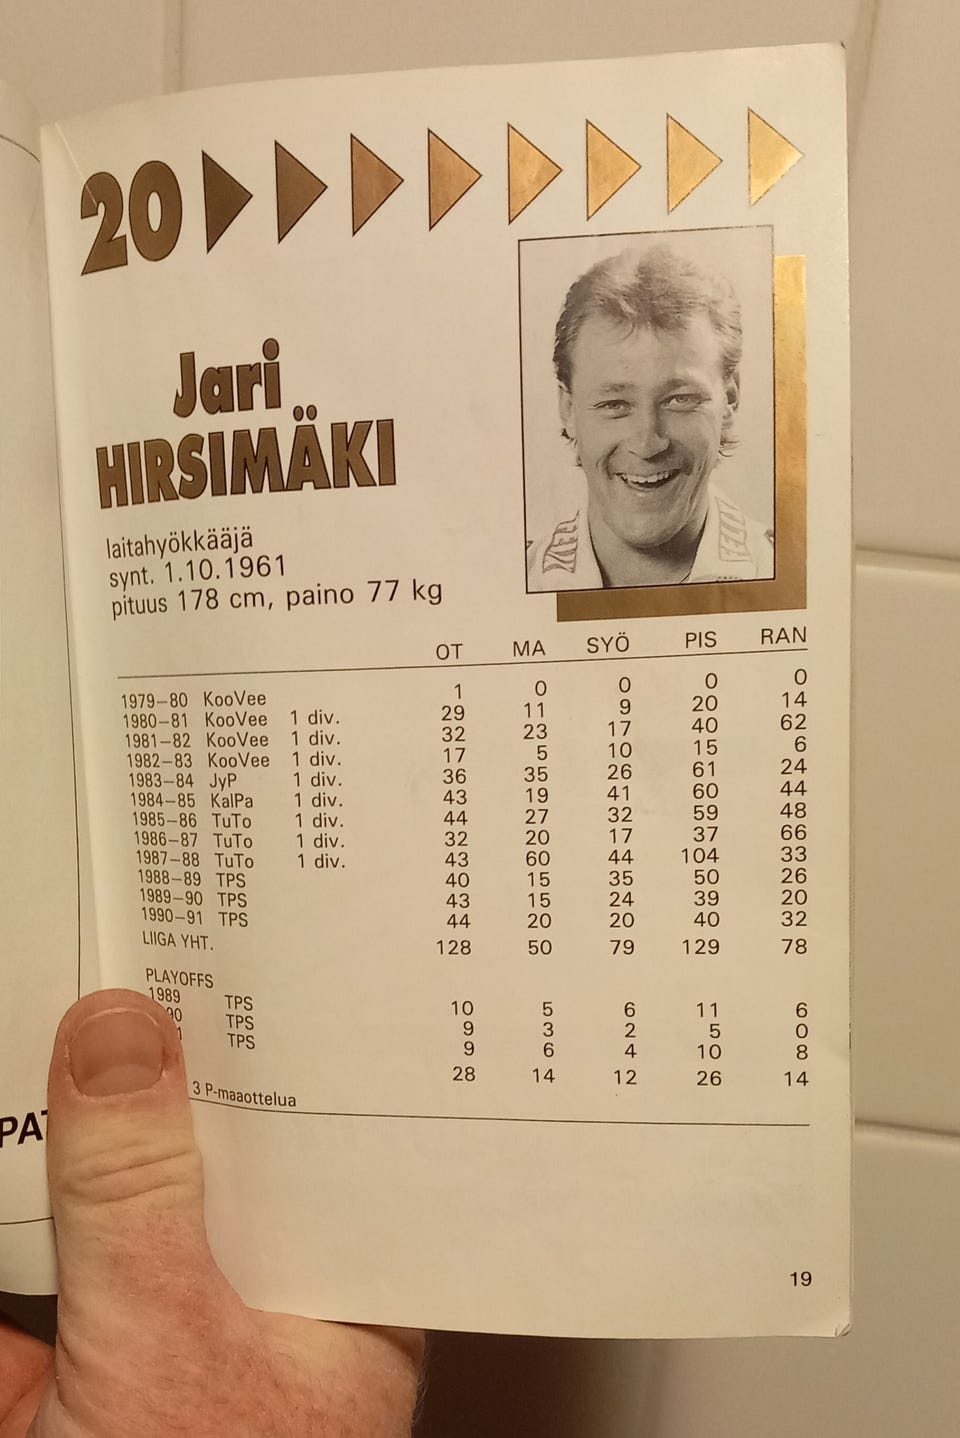 20
Jari
HIRSIMÄKI
laitahyökkääjä
synt. 1.10.1961
pituus 178 cm, paino 77 kg
OT MA SYÖ PIS RAN
1979–80 KooVee 1 0 0 0 0
1980–81 KooVee 1 div. 29 11 9 20 14
1981–82 KooVee 1 div. 32 23 17 40 62
1982–83 KooVee 1 div. 17 5 10 15 6
1983–84 JyP 1 div. 36 35 26 61 24
1984–85 KalPa 1 div. 43 19 41 60 44
1985–86 TuTo 1 div. 44 27 32 59 48
1986–87 TuTo 1 div. 32 20 17 37 66
1987–88 TuTo 1 div. 43 60 44 104 33
1988–89 TPS 40 15 35 50 26
1989–90 TPS 43 15 24 39 20
1990–91 TPS 44 20 20 40 32
LIIGA YHT. 128 50 79 129 78
PLAYOFFS
1989 TPS 10 5 6 11 6
90 TPS 9 3 2 5 0
1 TPS 9 6 4 10 8
28 14 12 26 14
3 P-maaottelua
PAT
19